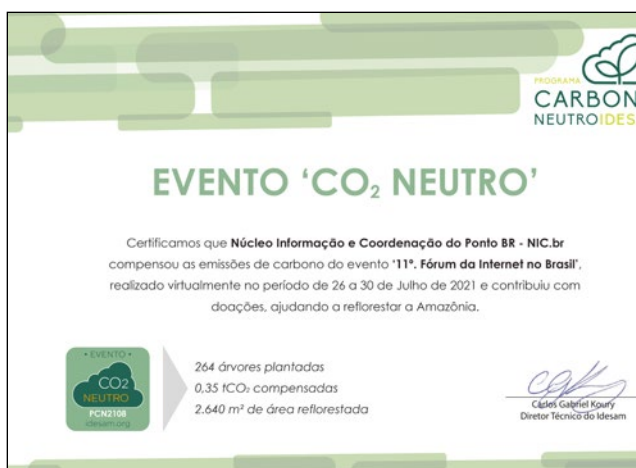 PROGRAMA
CARBON
NEUTROIDES
EVENTO ‘CO₂ NEUTRO’
Certificamos que Núcleo Informação e Coordenação do Ponto BR - NIC.br
compensou as emissões de carbono do evento ‘11º. Fórum da Internet no Brasil’,
realizado virtualmente no período de 26 a 30 de Julho de 2021 e contribuiu com
doações, ajudando a reflorestar a Amazônia.
• EVENTO •
CO2
NEUTRO
PCN2108
idesam.org
264 árvores plantadas
0,35 tCO₂ compensadas
2.640 m² de área reflorestada
Carlos Gabriel Koury
Diretor Técnico do Idesam